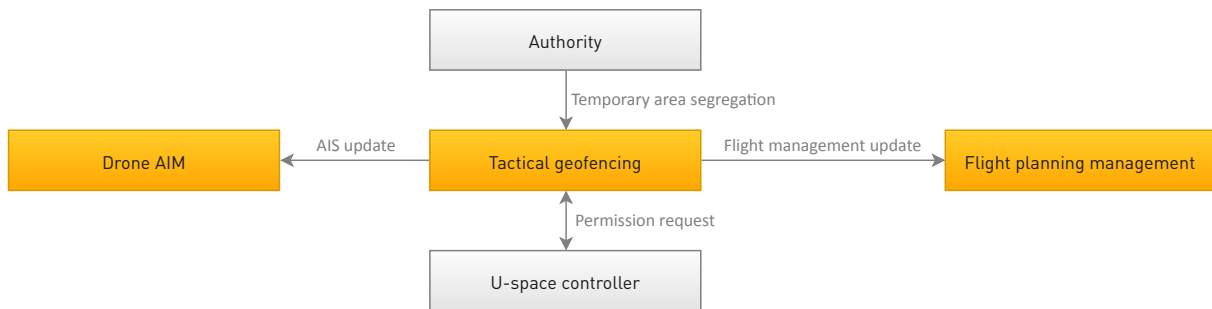 Authority
Temporary area segregation
Drone AIM
AIS update
Tactical geofencing
Flight management update
Flight planning management
Permission request
U-space controller